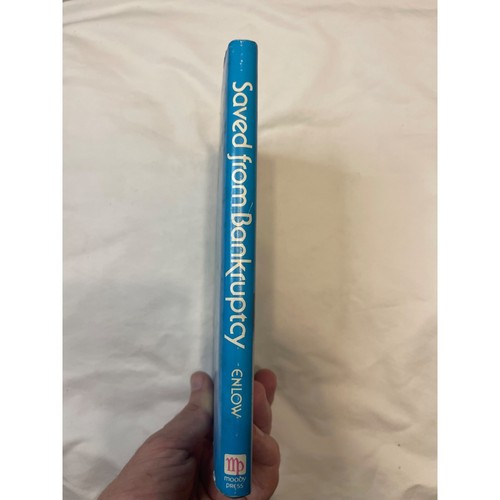 Saved from Bankruptcy
ENLOW
mp
moody
press